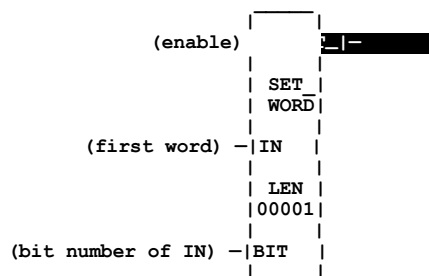 (enable)
SET_
WORD
(first word) —|IN |
LEN
|00001|
(bit number of IN) —|BIT |